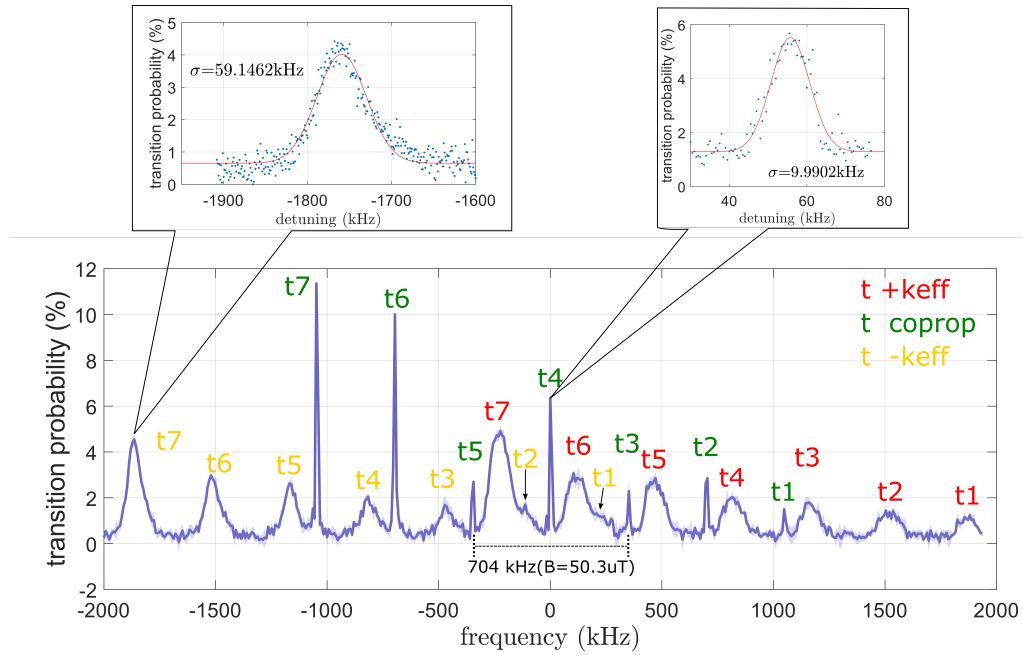 5
4
3
2
1
0
transition probability (%)
σ=59.1462kHz
-1900
-1800
-1700
-1600
detuning (kHz)
6
4
2
0
transition probability (%)
σ=9.9902kHz
40
60
80
detuning (kHz)
12
10
8
6
4
2
0
-2
transition probability (%)
t7
t6
t +keff
t coprop
t -keff
t4
t7
t7
t6
t5
t4
t3
t5
t2
t6
t1
t3
t5
t2
t4
t1
t3
t2
t1
704 kHz(B=50.3uT)
-2000
-1500
-1000
-500
0
500
1000
1500
2000
frequency (kHz)